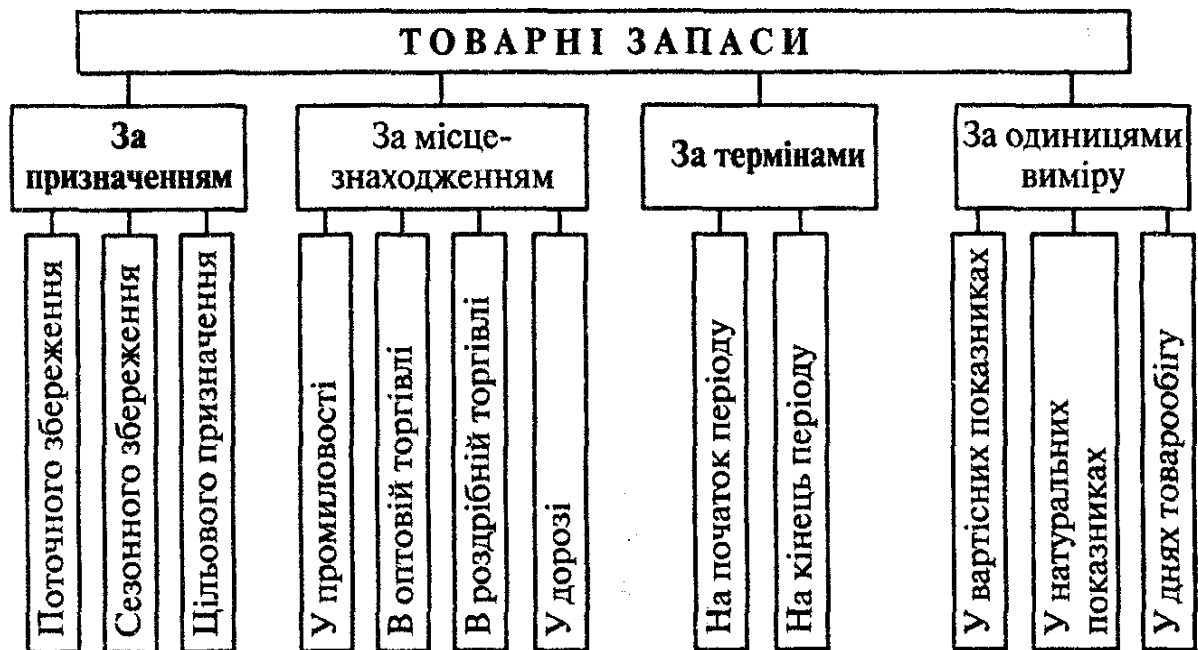 ТОВАРНІ ЗАПАСИ
За
призначенням
За місце-
знаходженням
За термінами
За одиницями
виміру
Поточного збереження
Сезонного збереження
Цільового призначення
У промиловості
В оптовій торгівлі
В роздрібній торгівлі
У дорозі
На початок періоду
На кінець періоду
У вартісних показниках
У натуральних
показниках
У днях товарообігу